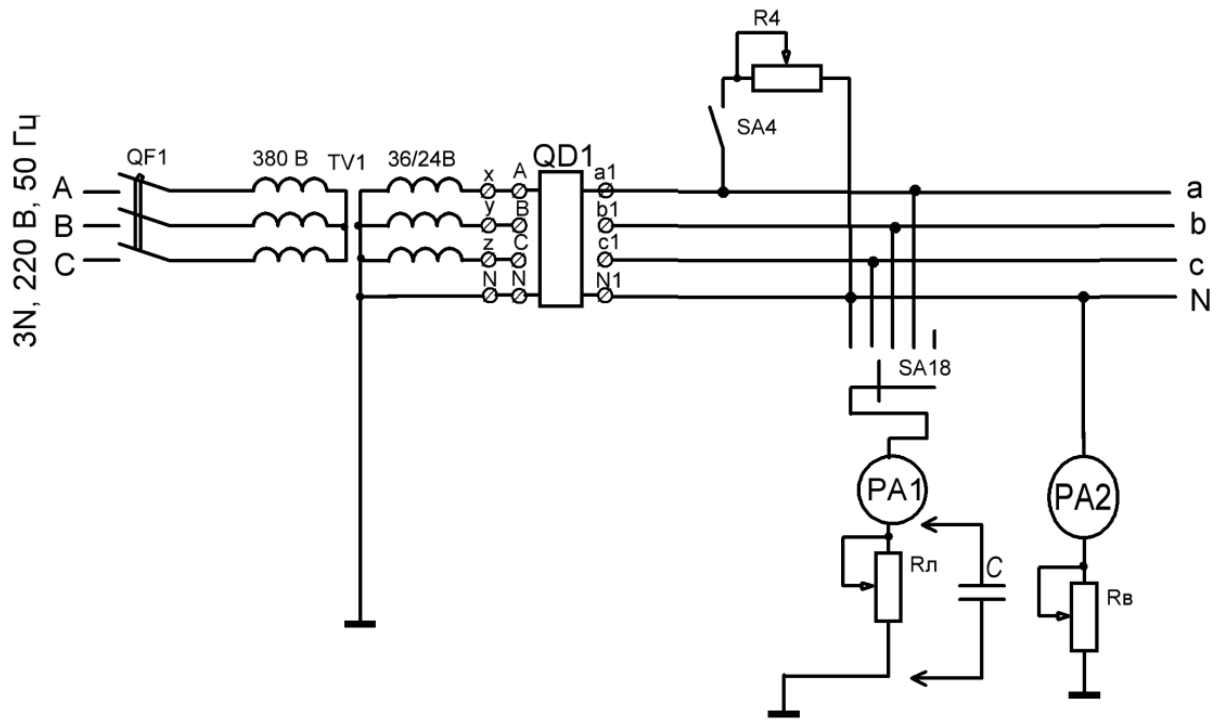 R4
SA4
3N, 220 В, 50 Гц
QF1
380 В
TV1
36/24В
QD1
x
A
a1
A
a
y
B
b1
B
b
z
C
c1
C
c
N
N
N1
N
SA18
PA1
PA2
Rл
C
Rв